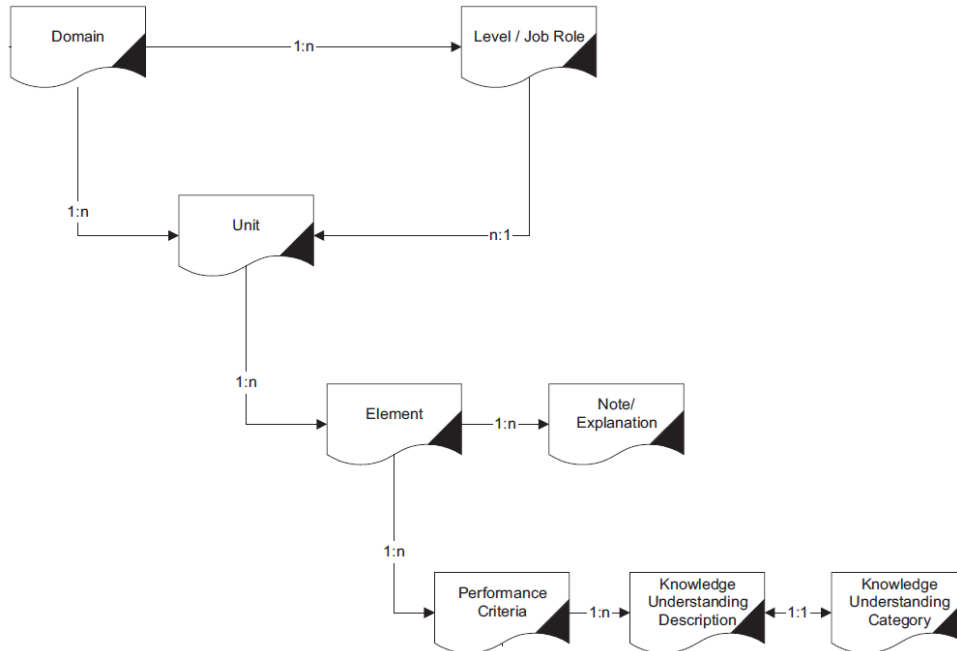 Domain
1:n
Level / Job Role
1:n
Unit
n:1
1:n
Element
1:n
Note/
Explanation
1:n
Performance
Criteria
1:n
Knowledge
Understanding
Description
1:1
Knowledge
Understanding
Category